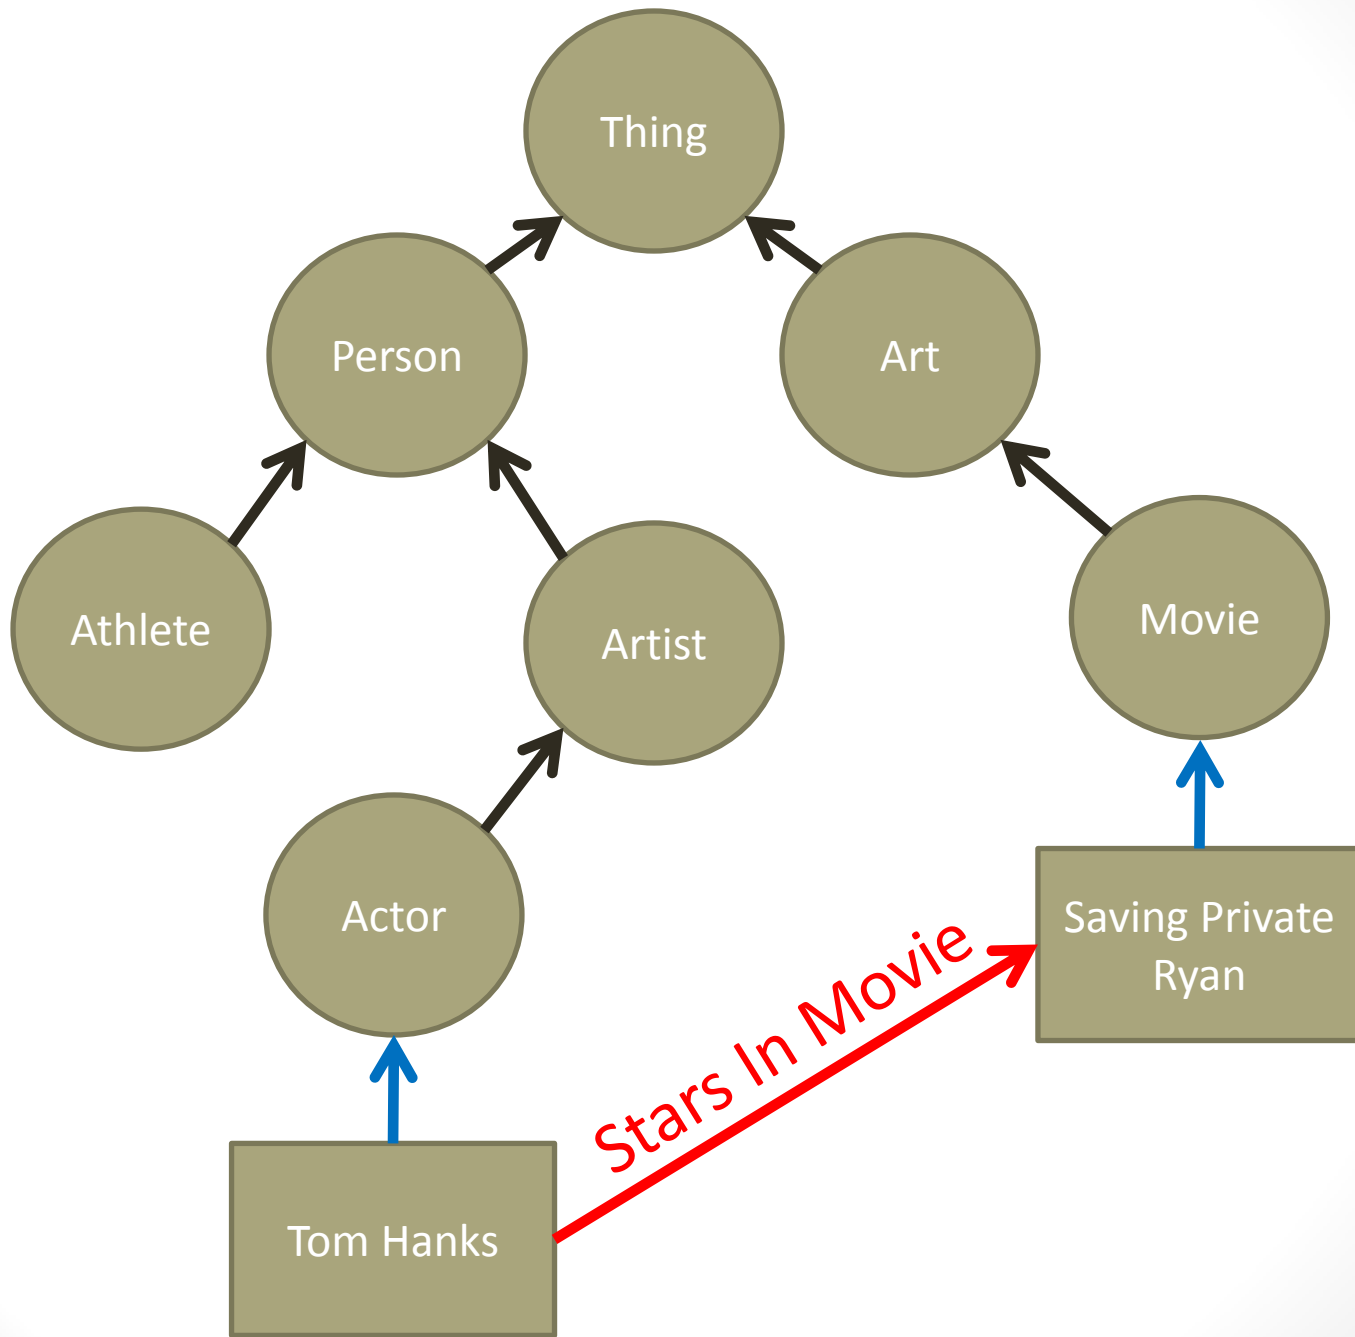 Thing
Person
Art
Athlete
Artist
Movie
Actor
Saving Private
Ryan
Stars In Movie
Tom Hanks